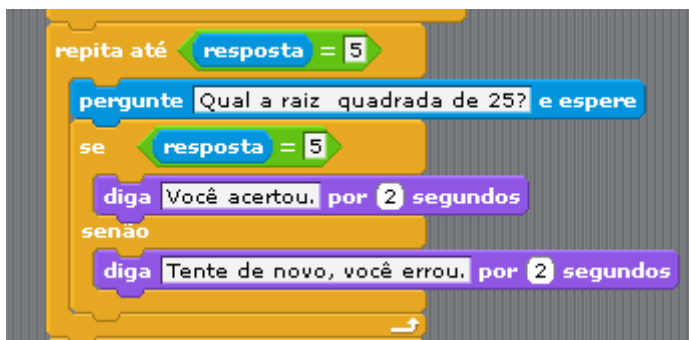 repita até resposta = 5
pergunte Qual a raiz quadrada de 25? e espere
se resposta = 5
diga Você acertou. por 2 segundos
senão
diga Tente de novo, você errou. por 2 segundos